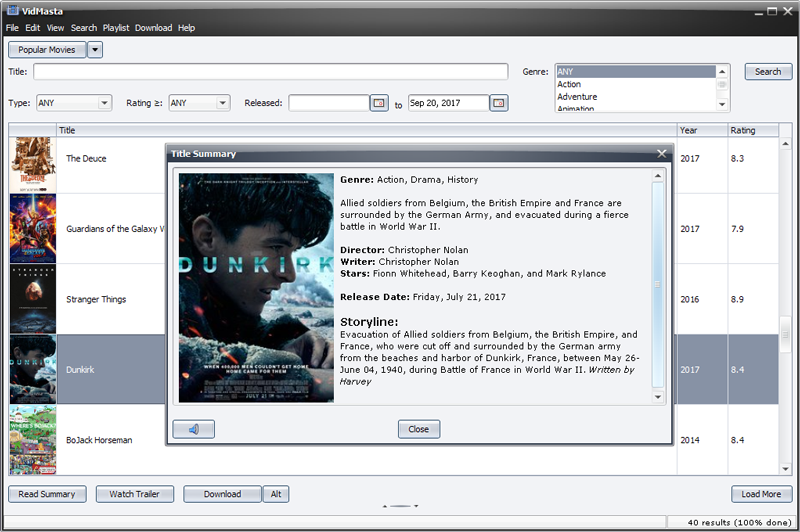 VidMasta
File Edit View Search Playlist Download Help
Popular Movies
Title:
Genre:
ANY
Action
Adventure
Animation
Search
Type: ANY Rating ≥: ANY Released: to Sep 20, 2017
Title Year Rating
The Deuce 2017 8.3
Guardians of the Galaxy 2017 7.9
STRANGER THINGS
Stranger Things 2016 8.9
Dunkirk 2017 8.4
WHERE'S BOJACK?
BoJack Horseman 2014 8.4
Title Summary
DUNKIRK
WHEN 400,000 MEN COULDN'T GET HOME
HOME CAME FOR THEM
JULY 21
Genre: Action, Drama, History
Allied soldiers from Belgium, the British Empire and France are
surrounded by the German Army, and evacuated during a fierce
battle in World War II.
Director: Christopher Nolan
Writer: Christopher Nolan
Stars: Fionn Whitehead, Barry Keoghan, and Mark Rylance
Release Date: Friday, July 21, 2017
Storyline:
Evacuation of Allied soldiers from Belgium, the British Empire, and
France, who were cut off and surrounded by the German army
from the beaches and harbor of Dunkirk, France, between May 26-
June 04, 1940, during Battle of France in World War II. Written by
Harvey
Close
Read Summary Watch Trailer Download Alt Load More
40 results (100% done)